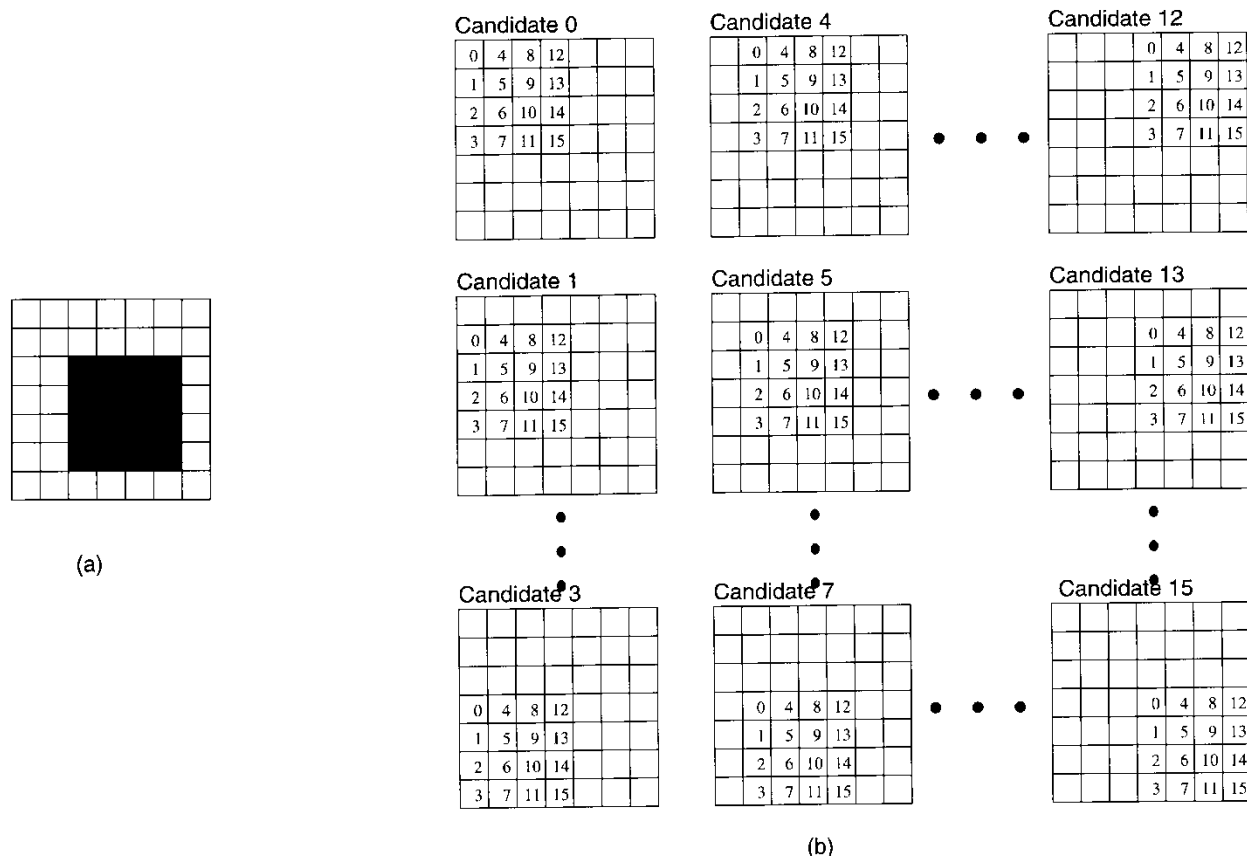 Candidate 0
0 4 8 12
1 5 9 13
2 6 10 14
3 7 11 15
Candidate 4
0 4 8 12
1 5 9 13
2 6 10 14
3 7 11 15
Candidate 12
0 4 8 12
1 5 9 13
2 6 10 14
3 7 11 15
Candidate 1
0 4 8 12
1 5 9 13
2 6 10 14
3 7 11 15
Candidate 5
0 4 8 12
1 5 9 13
2 6 10 14
3 7 11 15
Candidate 13
0 4 8 12
1 5 9 13
2 6 10 14
3 7 11 15
(a)
Candidate 3
0 4 8 12
1 5 9 13
2 6 10 14
3 7 11 15
Candidate 7
0 4 8 12
1 5 9 13
2 6 10 14
3 7 11 15
Candidate 15
0 4 8 12
1 5 9 13
2 6 10 14
3 7 11 15
(b)